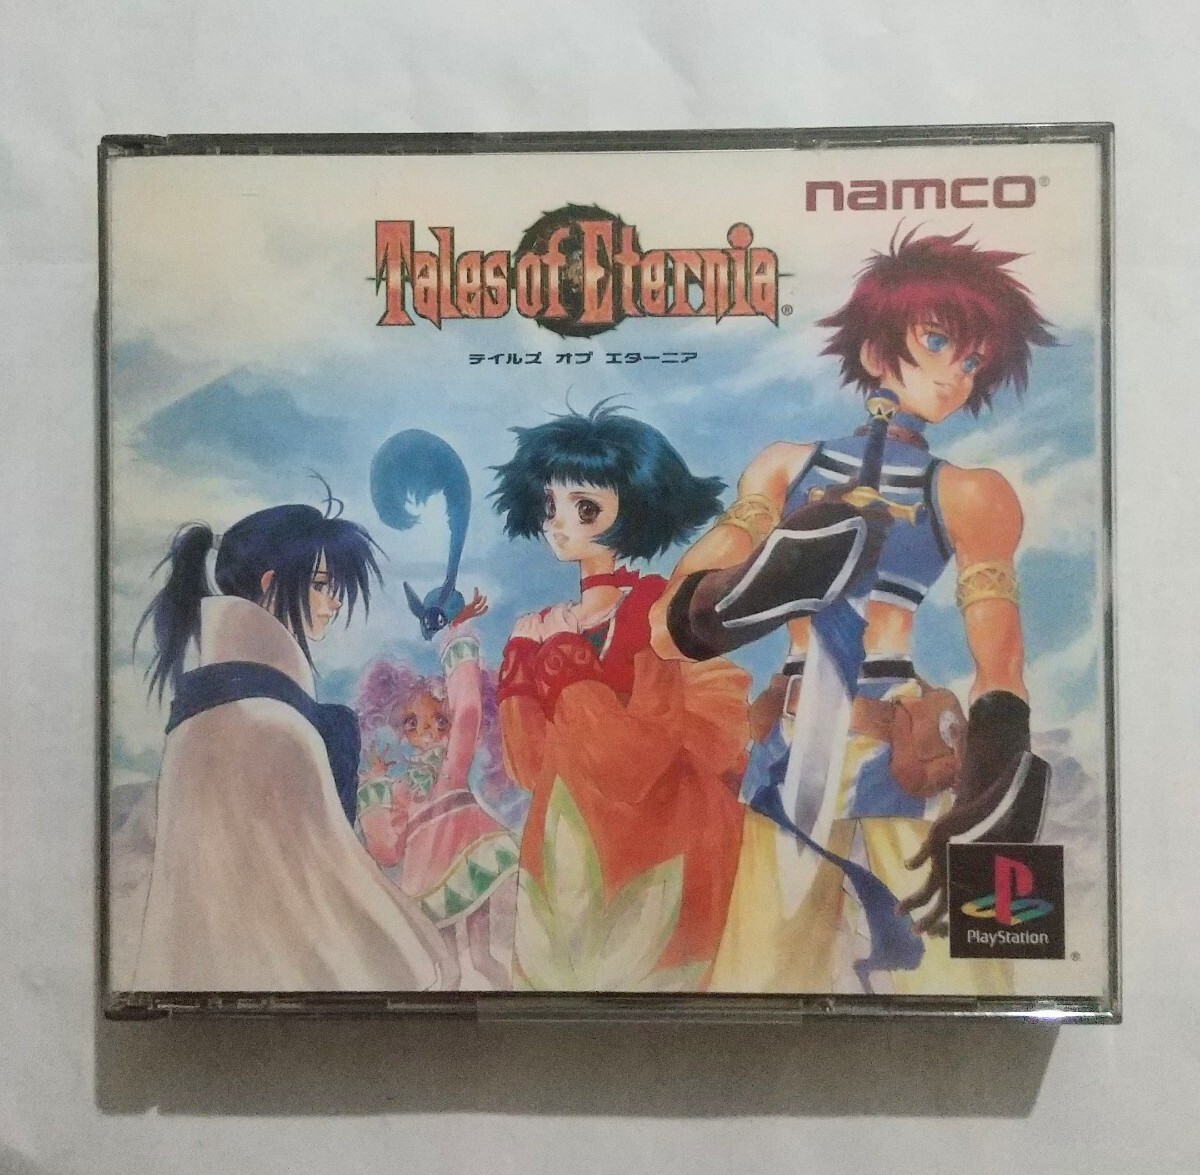 namco®
Tales of Eternia®
テイルズ オブ エターニア
PlayStation
®